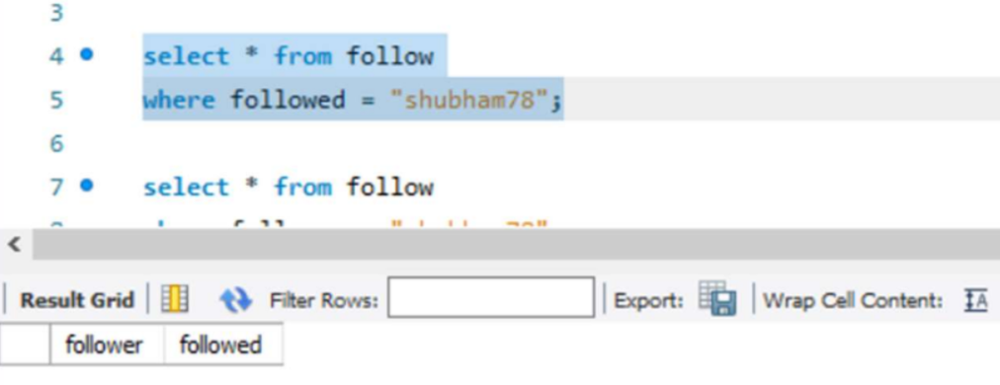 3
4 select * from follow
5 where followed = "shubham78";
6
7 select * from follow
Result Grid Filter Rows: Export: Wrap Cell Content: IA
follower followed